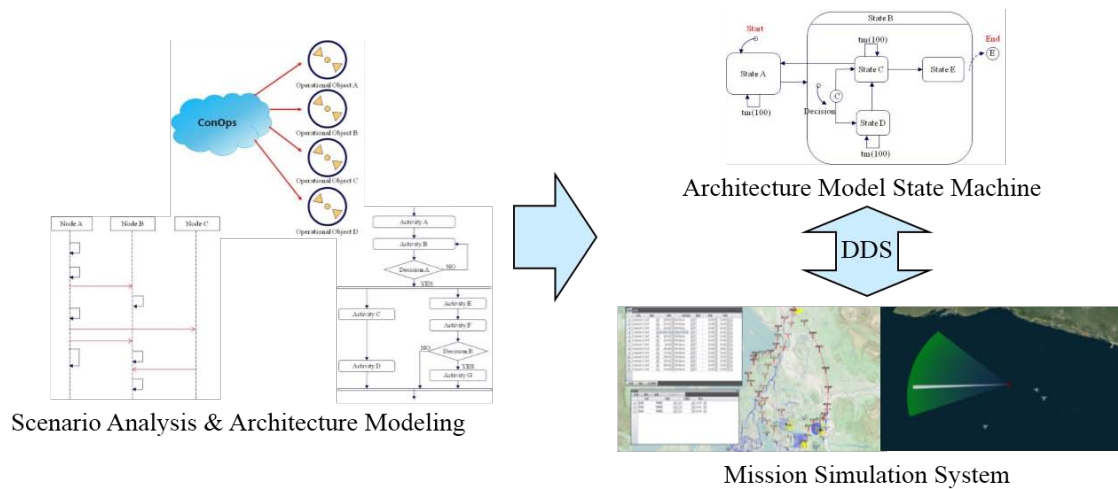 ConOps
Operational Object A
Operational Object B
Operational Object C
Operational Object D
Node A
Node B
Node C
Activity A
Activity B
Decision A
NO
YES
Activity C
Activity D
Activity E
Activity F
Decision B
NO
YES
Activity G
Scenario Analysis & Architecture Modeling
State B
Start
tm(100)
End
State A
State C
State E
E
C
tm(100)
Decision
State D
tm(100)
Architecture Model State Machine
DDS
Mission Simulation System